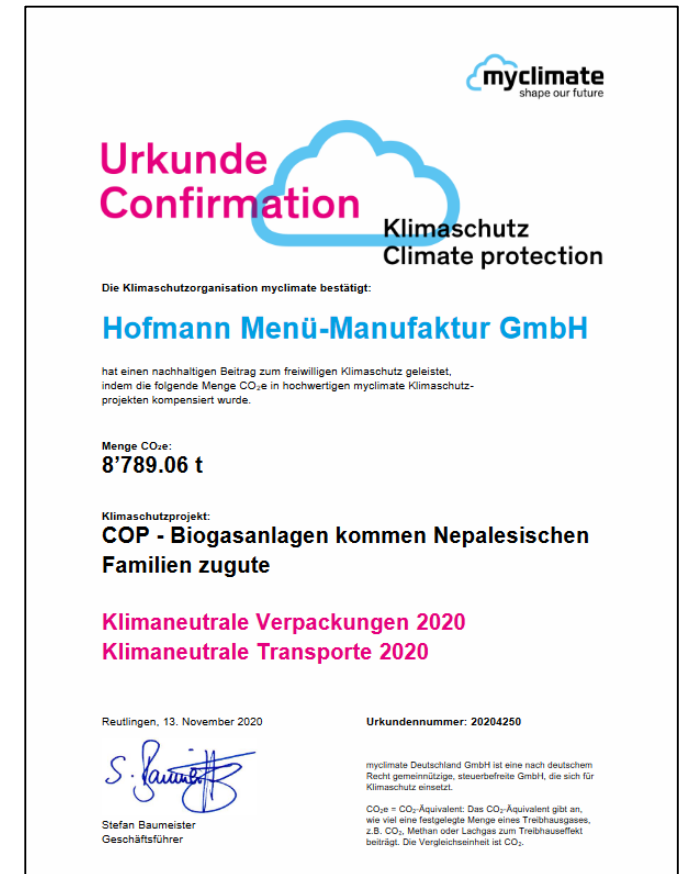 myclimate
shape our future
Urkunde
Confirmation
Klimaschutz
Climate protection
Die Klimaschutzorganisation myclimate bestätigt:
Hofmann Menü-Manufaktur GmbH
hat einen nachhaltigen Beitrag zum freiwilligen Klimaschutz geleistet,
indem die folgende Menge CO₂e in hochwertigen myclimate Klimaschutz-
projekten kompensiert wurde.
Menge CO₂e:
8’789.06 t
Klimaschutzprojekt:
COP - Biogasanlagen kommen Nepalesischen
Familien zugute
Klimaneutrale Verpackungen 2020
Klimaneutrale Transporte 2020
Reutlingen, 13. November 2020
S. Baumeister
Stefan Baumeister
Geschäftsführer
Urkundennummer: 20204250
myclimate Deutschland GmbH ist eine nach deutschem
Recht gemeinnützige, steuerbefreite GmbH, die sich für
Klimaschutz einsetzt.
CO₂e = CO₂-Äquivalent: Das CO₂-Äquivalent gibt an,
wie viel eine festgelegte Menge eines Treibhausgases,
z.B. CO₂, Methan oder Lachgas zum Treibhauseffekt
beiträgt. Die Vergleichseinheit ist CO₂.